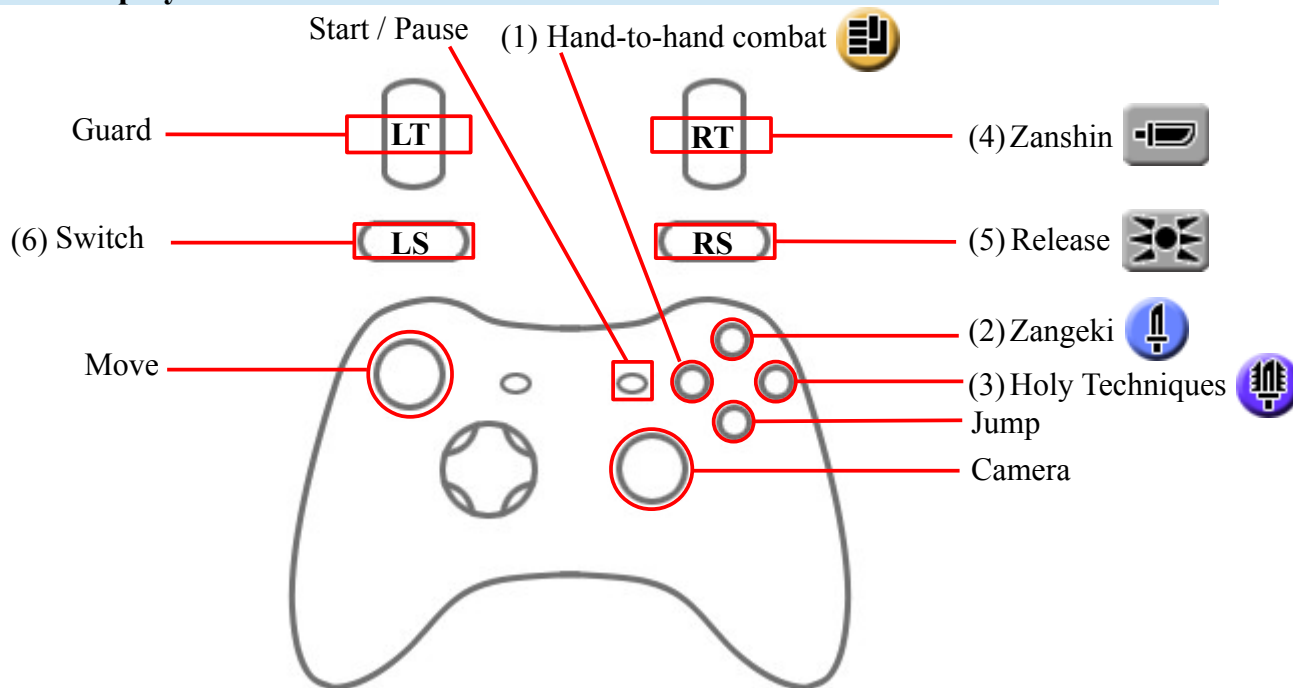 Start / Pause
(1) Hand-to-hand combat
Guard
LT
RT
(4) Zanshin
(6) Switch
LS
RS
(5) Release
(2) Zangeki
Move
(3) Holy Techniques
Jump
Camera